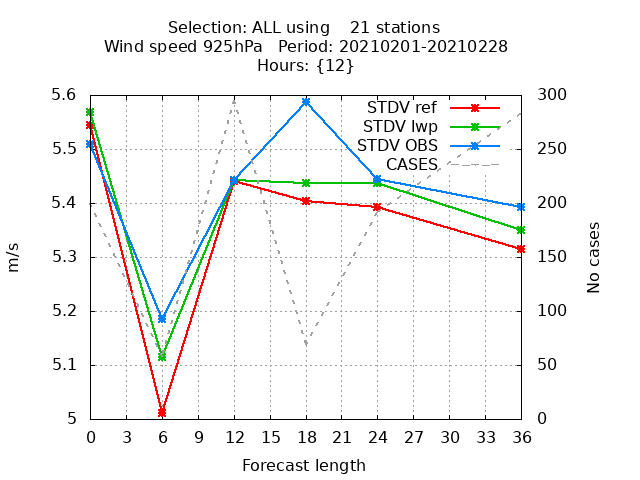 Selection: ALL using    21 stations
Wind speed 925hPa   Period: 20210201-20210228
Hours: {12}
5.6
5.5
5.4
5.3
5.2
5.1
5
m/s
STDV ref
STDV lwp
STDV OBS
CASES
300
250
200
150
100
50
0
No cases
0 3 6 9 12 15 18 21 24 27 30 33 36
Forecast length